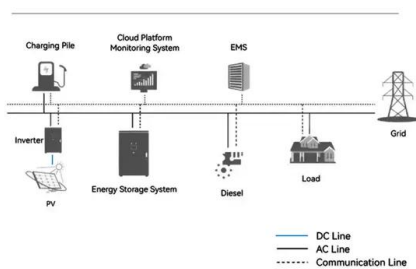 Charging Pile
Cloud Platform
Monitoring System
EMS
Grid
Inverter
PV
Energy Storage System
Diesel
Load
DC Line
AC Line
Communication Line